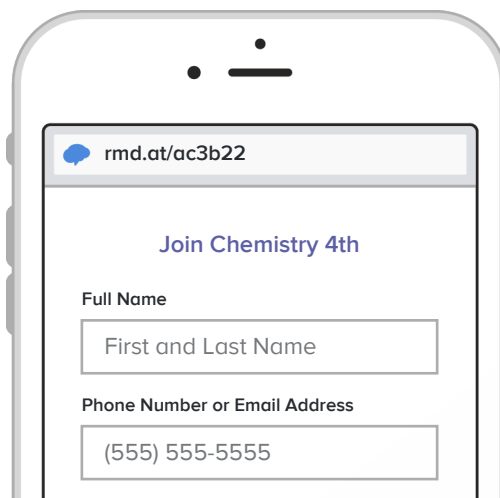 rmd.at/ac3b22
Join Chemistry 4th
Full Name
First and Last Name
Phone Number or Email Address
(555) 555-5555